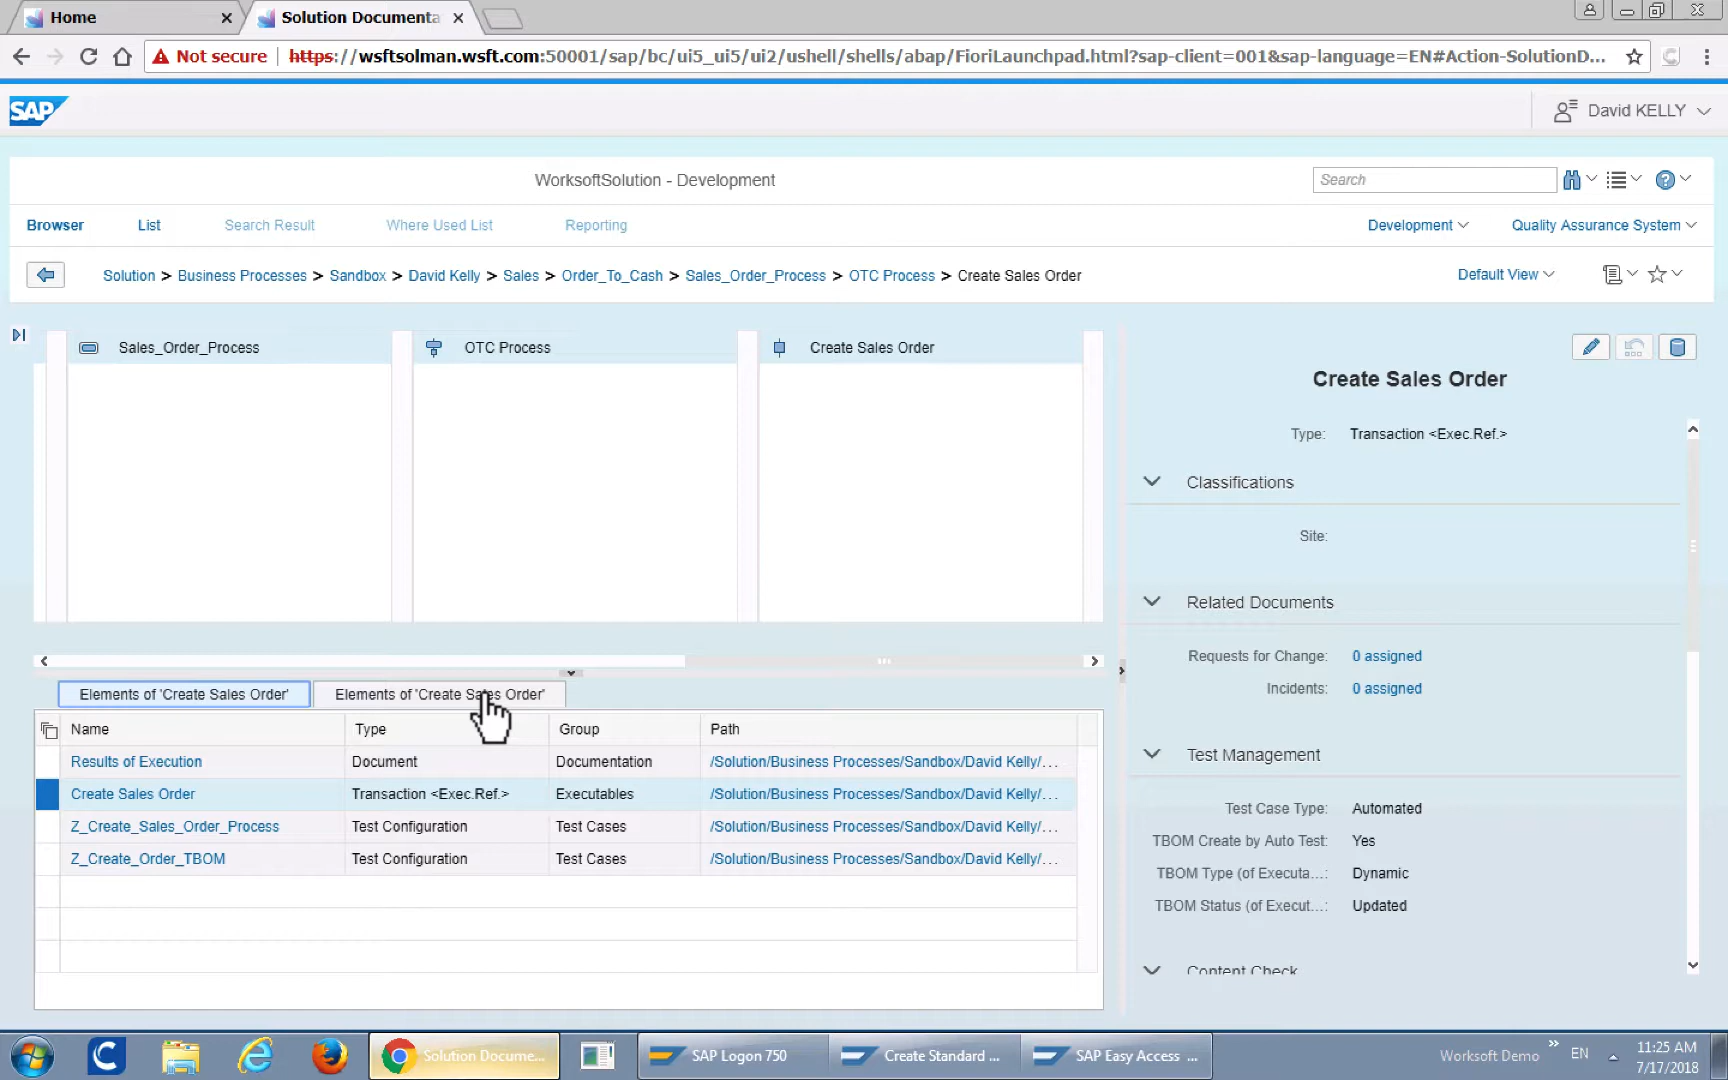 Home
Solution Documenta
Not secure
https://wsftsolman.wsft.com:50001/sap/bc/ui5_ui5/ui2/ushell/shells/abap/FioriLaunchpad.html?sap-client=001&sap-language=EN#Action-SolutionD...
SAP
David KELLY
WorksoftSolution - Development
Search
Browser List Search Result Where Used List Reporting Development Quality Assurance System
Solution > Business Processes > Sandbox > David Kelly > Sales > Order_To_Cash > Sales_Order_Process > OTC Process > Create Sales Order
Default View
Sales_Order_Process
OTC Process
Create Sales Order
Elements of 'Create Sales Order' Elements of 'Create Sales Order'
Name Type Group Path
Results of Execution Document Documentation /Solution/Business Processes/Sandbox/David Kelly/...
Create Sales Order Transaction <Exec.Ref.> Executables /Solution/Business Processes/Sandbox/David Kelly/...
Z_Create_Sales_Order_Process Test Configuration Test Cases /Solution/Business Processes/Sandbox/David Kelly/...
Z_Create_Order_TBOM Test Configuration Test Cases /Solution/Business Processes/Sandbox/David Kelly/...
Create Sales Order
Type: Transaction <Exec.Ref.>
Classifications
Site:
Related Documents
Requests for Change: 0 assigned
Incidents: 0 assigned
Test Management
Test Case Type: Automated
TBOM Create by Auto Test: Yes
TBOM Type (of Executa...: Dynamic
TBOM Status (of Execut...: Updated
Content Check
Solution Docume...
SAP Logon 750
Create Standard ...
SAP Easy Access ...
Worksoft Demo
EN
11:25 AM
7/17/2018